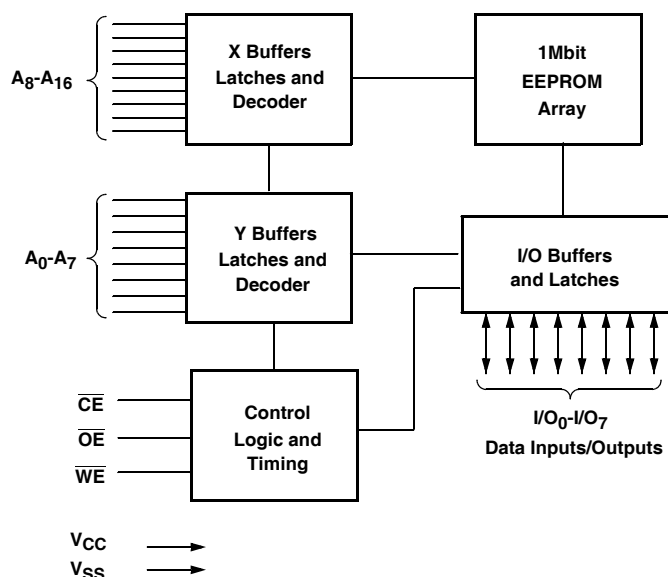 A8-A16
X Buffers
Latches and
Decoder
1Mbit
EEPROM
Array
A0-A7
Y Buffers
Latches and
Decoder
I/O Buffers
and Latches
CE
OE
WE
Control
Logic and
Timing
I/O0-I/O7
Data Inputs/Outputs
VCC
VSS